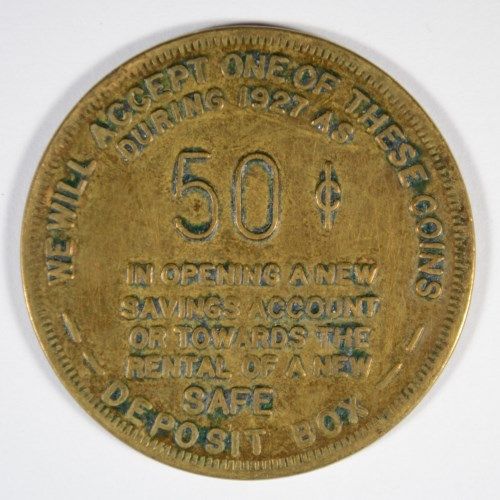 WE WILL ACCEPT ONE OF THESE COINS
DURING 1927 AS
50 ¢
IN OPENING A NEW
SAVINGS ACCOUNT
OR TOWARDS THE
RENTAL OF A NEW
SAFE
DEPOSIT BOX